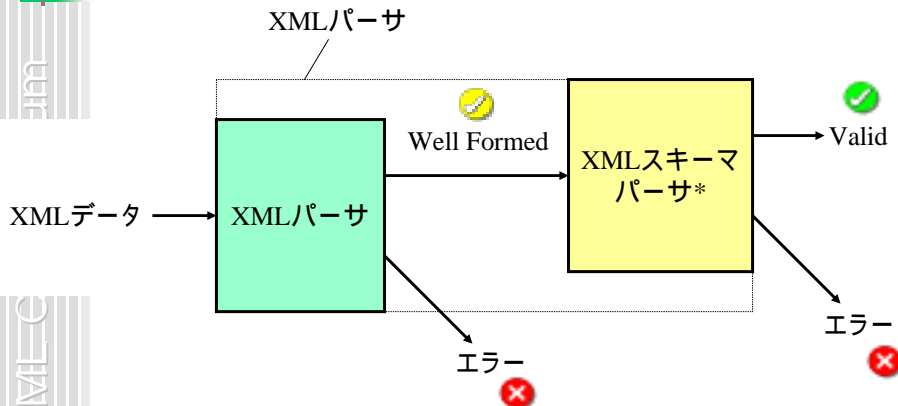 XMLパーサ
Well Formed
Valid
XMLスキーマ
パーサ*
XMLデータ
XMLパーサ
エラー
エラー